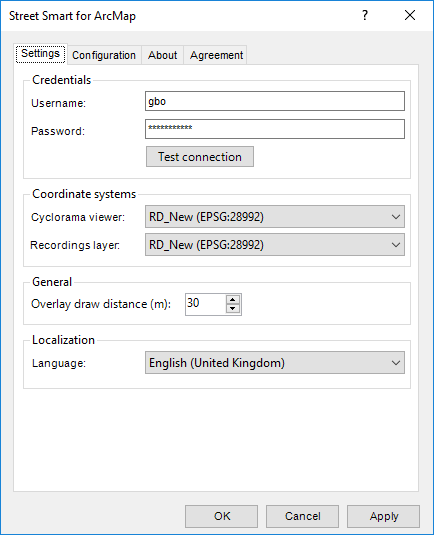 Street Smart for ArcMap ? ×
Settings Configuration About Agreement
Credentials
Username: gbo
Password: ***********
Test connection
Coordinate systems
Cyclorama viewer: RD_New (EPSG:28992)
Recordings layer: RD_New (EPSG:28992)
General
Overlay draw distance (m): 30
Localization
Language: English (United Kingdom)
OK Cancel Apply